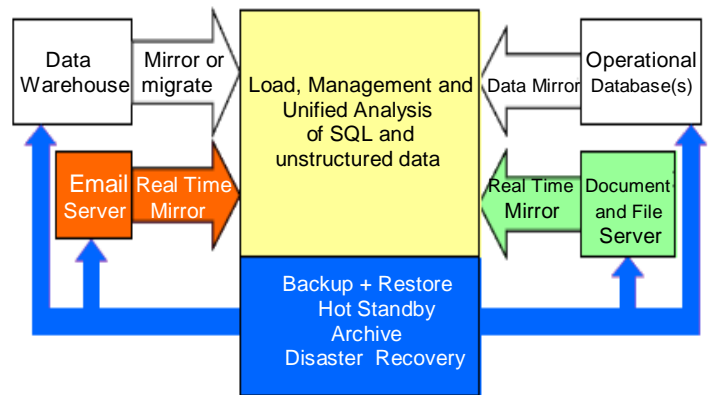 Data
Warehouse
Mirror or
migrate
Load, Management and
Unified Analysis
of SQL and
unstructured data
Data Mirror
Operational
Database(s)
Email
Server
Real Time
Mirror
Real Time
Mirror
Document
and File
Server
Backup + Restore
Hot Standby
Archive
Disaster Recovery